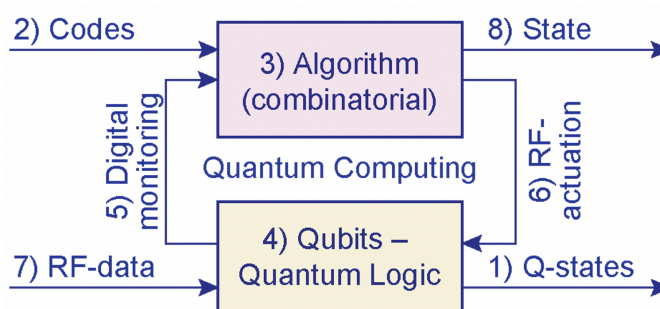 2) Codes
8) State
3) Algorithm
(combinatorial)
5) Digital
monitoring
Quantum Computing
6) RF-
actuation
4) Qubits –
Quantum Logic
7) RF-data
1) Q-states